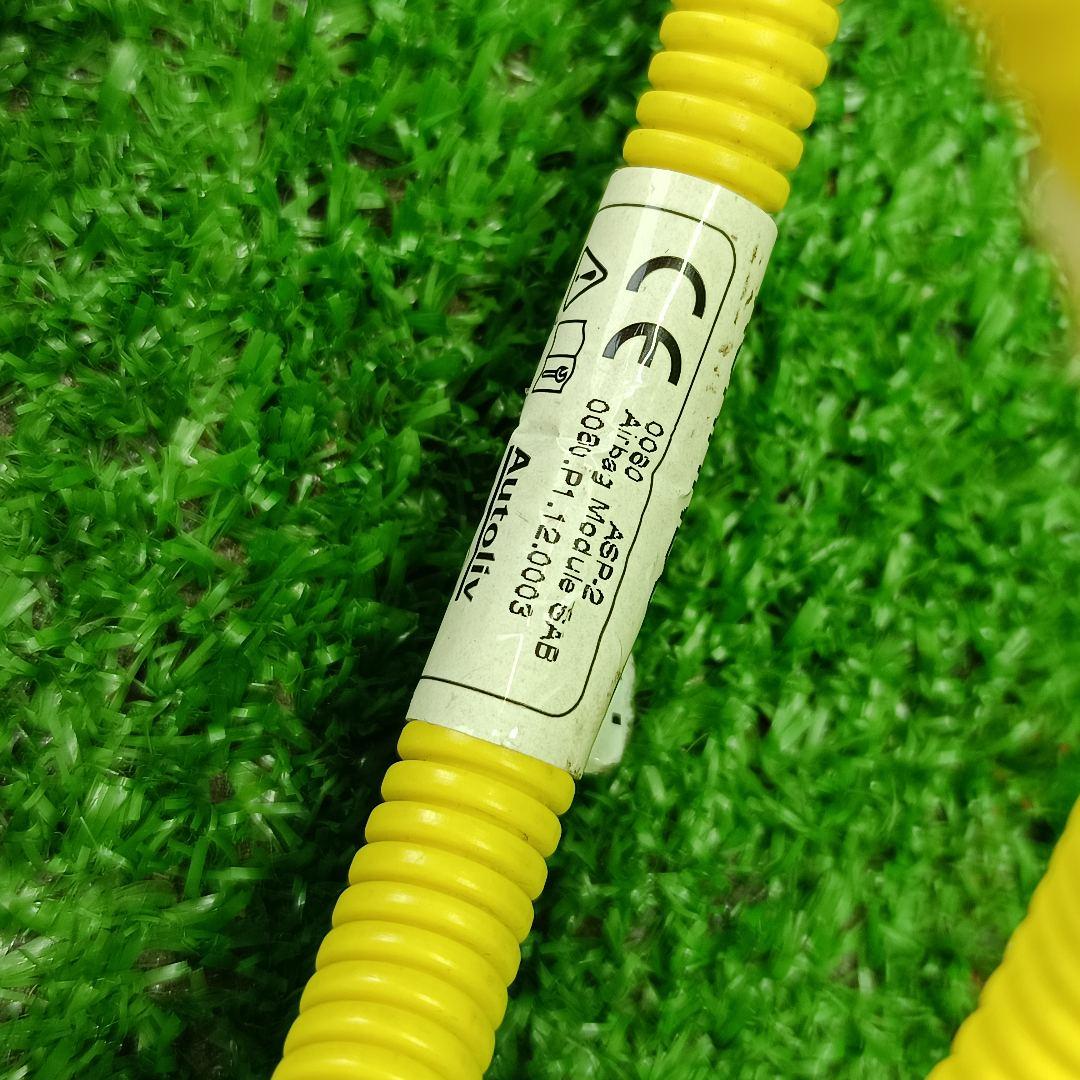 CE
0080 ASP.2
Airbag Module SAB
0080.P1.12.0003
Autoliv